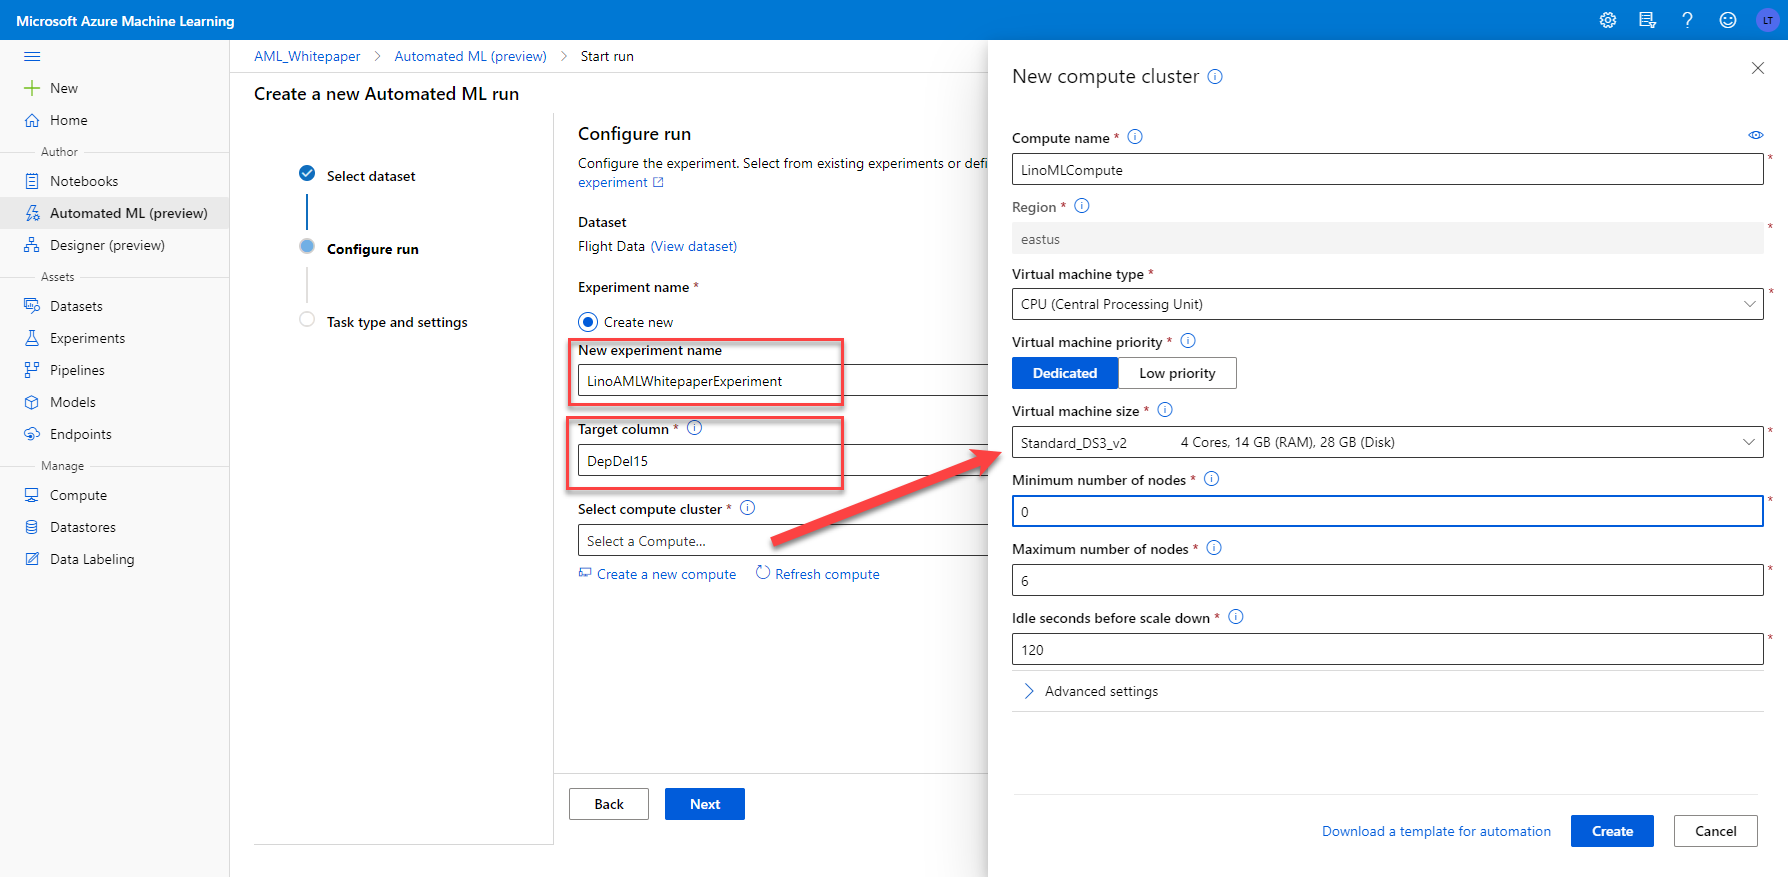 Microsoft Azure Machine Learning
LT
New
Home
Author
Notebooks
Automated ML (preview)
Designer (preview)
Assets
Datasets
Experiments
Pipelines
Models
Endpoints
Manage
Compute
Datastores
Data Labeling
AML_Whitepaper > Automated ML (preview) > Start run
Create a new Automated ML run
Select dataset
Configure run
Task type and settings
Configure run
Configure the experiment. Select from existing experiments or defi
experiment
Dataset
Flight Data (View dataset)
Experiment name *
Create new
New experiment name
LinoAMLWhitepaperExperiment
Target column *
DepDel15
Select compute cluster *
Select a Compute...
Create a new compute Refresh compute
Back Next
New compute cluster
Compute name *
LinoMLCompute *
Region *
eastus *
Virtual machine type *
CPU (Central Processing Unit) *
Virtual machine priority *
Dedicated Low priority
Virtual machine size *
Standard_DS3_v2 4 Cores, 14 GB (RAM), 28 GB (Disk) *
Minimum number of nodes *
0 *
Maximum number of nodes *
6 *
Idle seconds before scale down *
120 *
Advanced settings
Download a template for automation Create Cancel